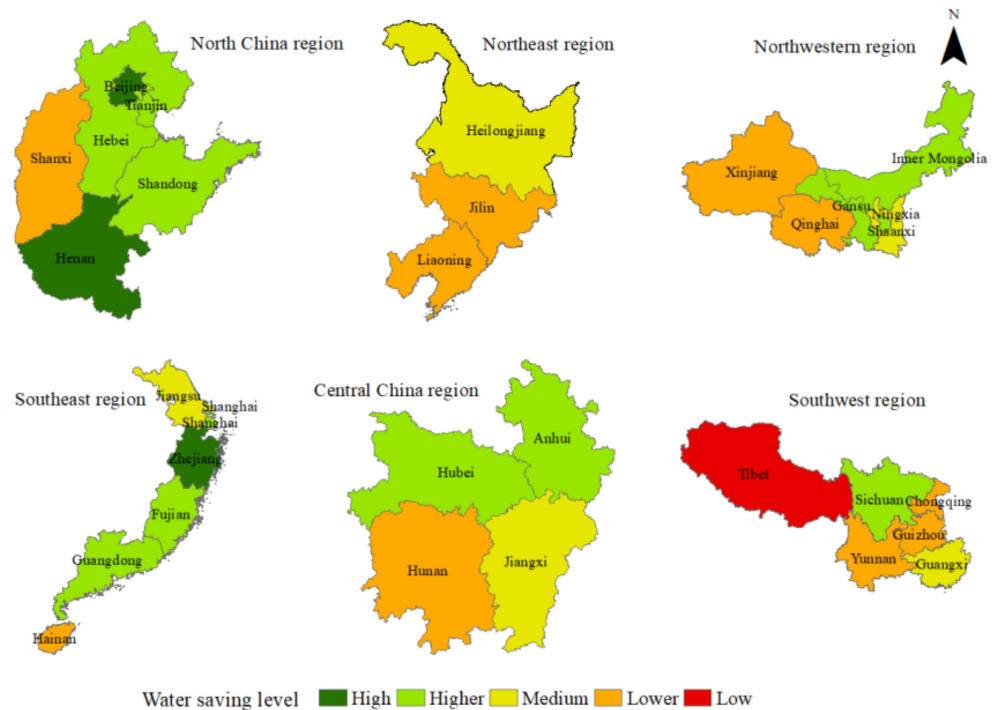 North China region
Beijing
Tianjin
Hebei
Shanxi
Shandong
Henan
Northeast region
Heilongjiang
Jilin
Liaoning
Northwestern region
N
Inner Mongolia
Xinjiang
Gansu
Ningxia
Qinghai
Shaanxi
Southeast region
Jiangsu
Shanghai
Shanghai
Zhejiang
Fujian
Guangdong
Hainan
Central China region
Anhui
Hubei
Hunan
Jiangxi
Southwest region
Tibet
Sichuan
Chongqing
Guizhou
Yunnan
Guangxi
Water saving level High Higher Medium Lower Low